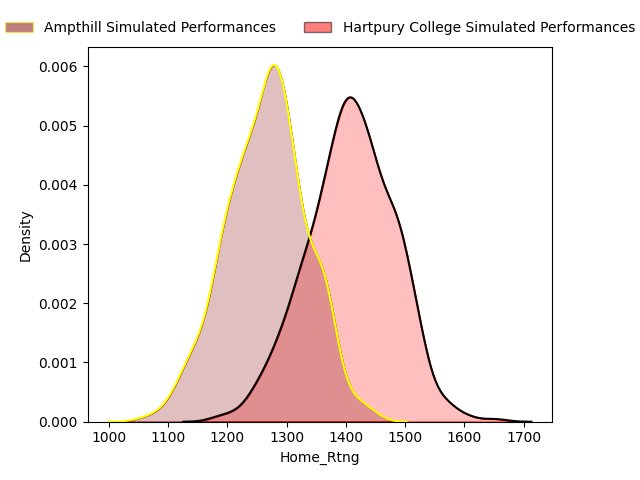 Ampthill Simulated Performances
Hartpury College Simulated Performances
0.006
0.005
0.004
0.003
0.002
0.001
0.000
Density
1000 1100 1200 1300 1400 1500 1600 1700
Home_Rtng